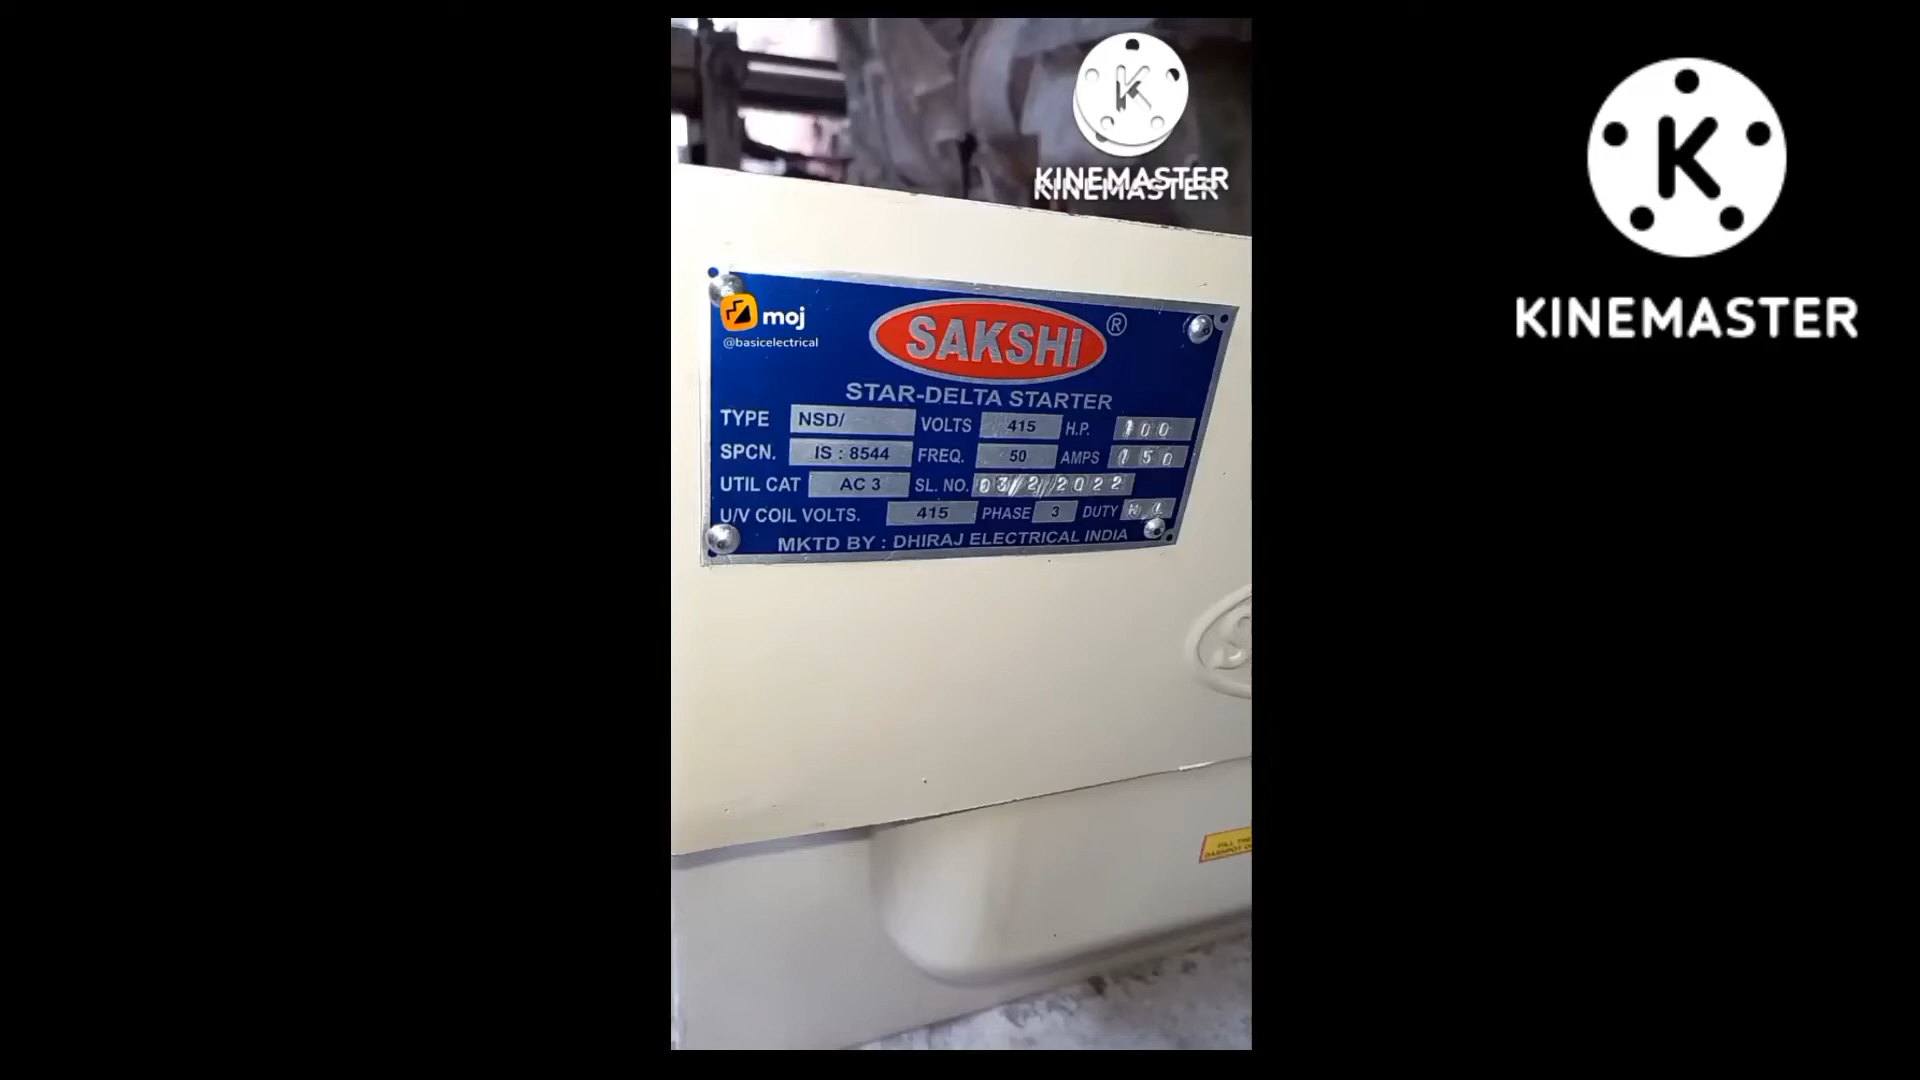 K
KINEMASTER
K
KINEMASTER
KINEMASTER
moj
@basicelectrical
SAKSHi ®
STAR-DELTA STARTER
TYPE NSD/ VOLTS 415 H.P. 100
SPCN. IS : 8544 FREQ. 50 AMPS 150
UTIL CAT AC 3 SL. NO. 03/2/2022
U/V COIL VOLTS. 415 PHASE 3 DUTY
MKTD BY : DHIRAJ ELECTRICAL INDIA